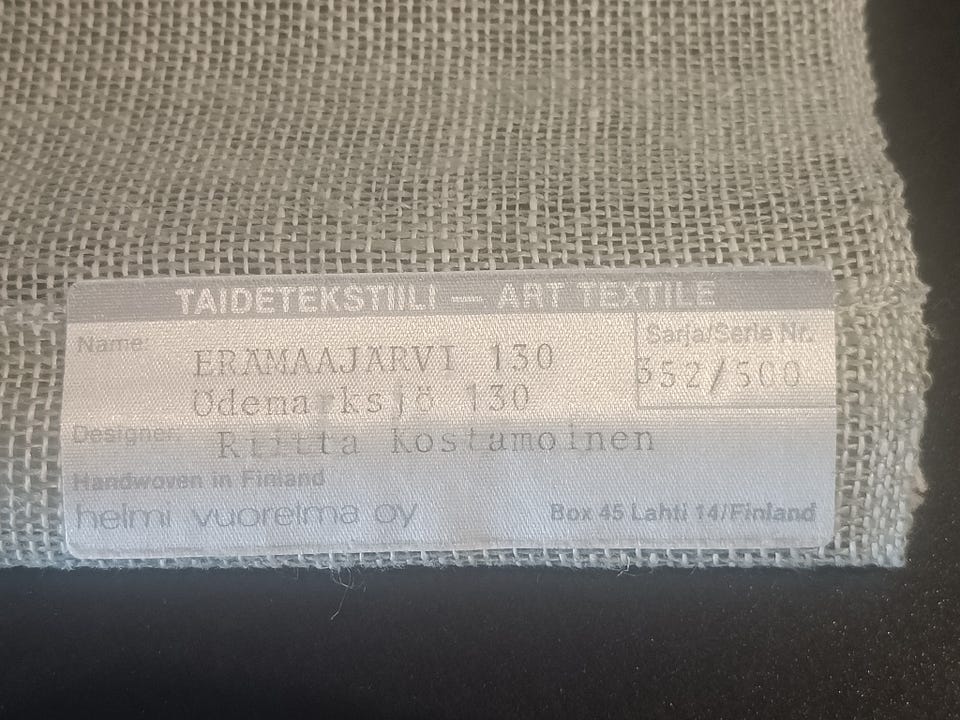 TAIDETEKSTIILI — ART TEXTILE
Name:
Sarja/Serie Nr.
ERÄMAAJÄRVI 130
352/500
Ödemarksjö 130
Designer: Riitta Kostamoinen
Handwoven in Finland
helmi vuorelma oy
Box 45 Lahti 14/Finland